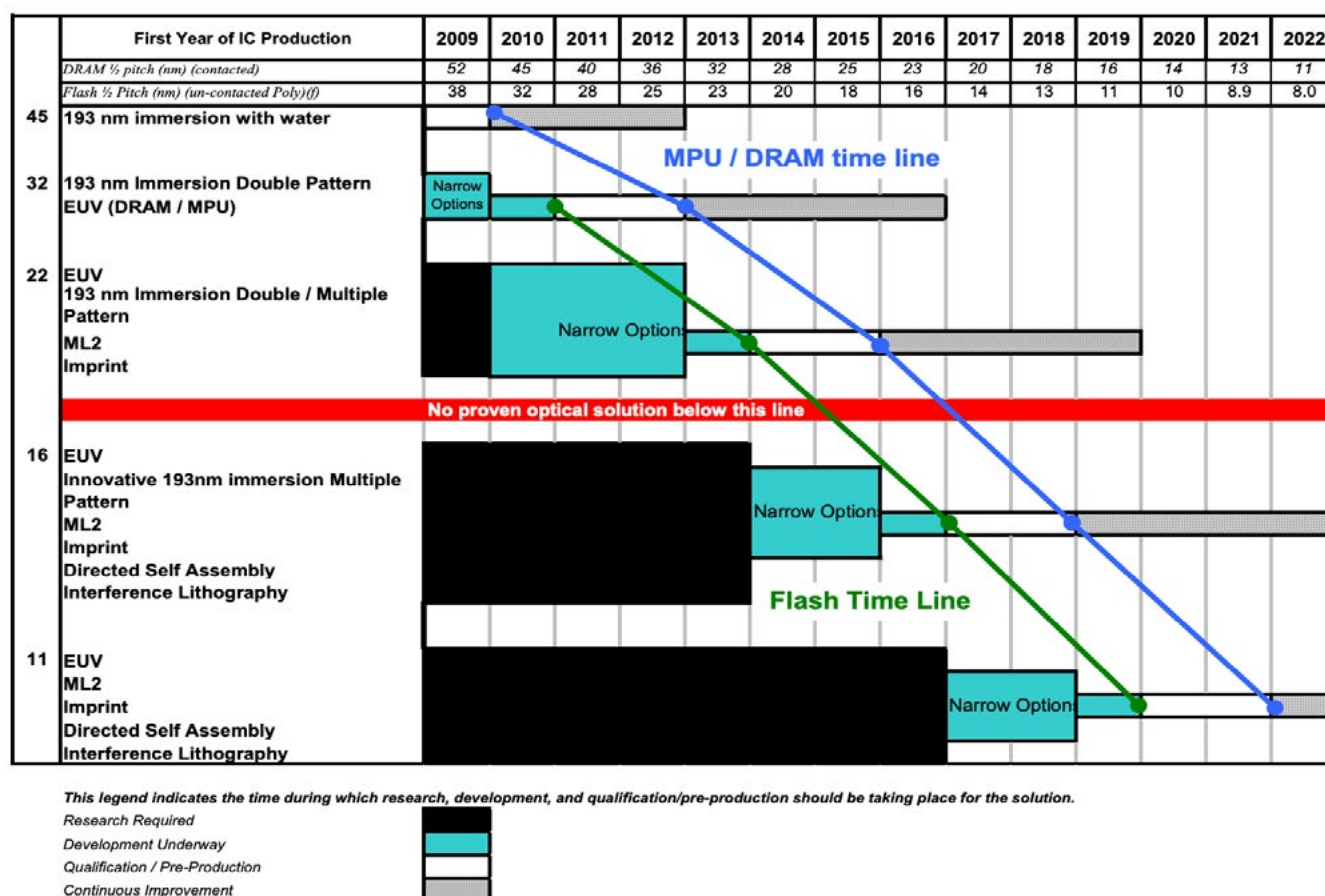 First Year of IC Production 2009 2010 2011 2012 2013 2014 2015 2016 2017 2018 2019 2020 2021 2022
DRAM ½ pitch (nm) (contacted) 52 45 40 36 32 28 25 23 20 18 16 14 13 11
Flash ½ Pitch (nm) (un-contacted Poly)(f) 38 32 28 25 23 20 18 16 14 13 11 10 8.9 8.0
45 193 nm immersion with water
MPU / DRAM time line
32 193 nm Immersion Double Pattern
EUV (DRAM / MPU)
Narrow
Options
22 EUV
193 nm Immersion Double / Multiple
Pattern
ML2
Imprint
Narrow Options
No proven optical solution below this line
16 EUV
Innovative 193nm immersion Multiple
Pattern
ML2
Imprint
Directed Self Assembly
Interference Lithography
Narrow Options
Flash Time Line
11 EUV
ML2
Imprint
Directed Self Assembly
Interference Lithography
Narrow Options
This legend indicates the time during which research, development, and qualification/pre-production should be taking place for the solution.
Research Required
Development Underway
Qualification / Pre-Production
Continuous Improvement